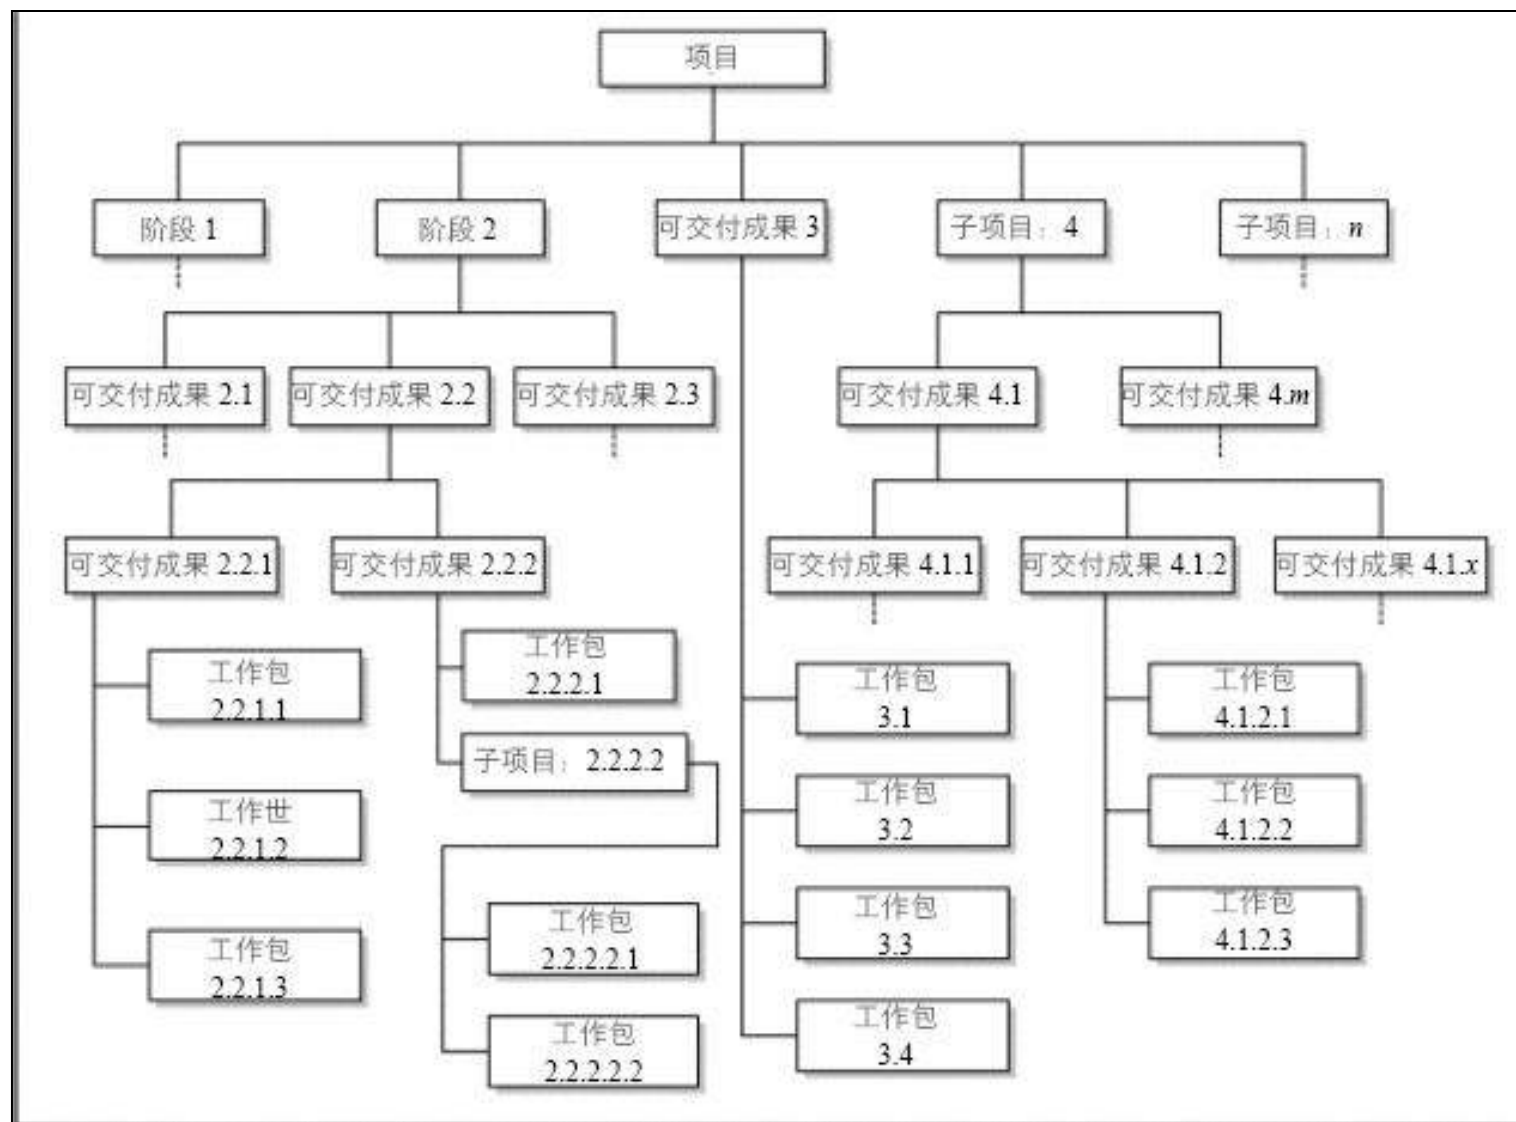 项目
阶段 1
阶段 2
可交付成果 3
子项目：4
子项目：n
可交付成果 2.1
可交付成果 2.2
可交付成果 2.3
可交付成果 4.1
可交付成果 4.m
可交付成果 2.2.1
可交付成果 2.2.2
可交付成果 4.1.1
可交付成果 4.1.2
可交付成果 4.1.x
工作包
2.2.1.1
工作世
2.2.1.2
工作包
2.2.1.3
工作包
2.2.2.1
子项目：2.2.2.2
工作包
2.2.2.2.1
工作包
2.2.2.2.2
工作包
3.1
工作包
3.2
工作包
3.3
工作包
3.4
工作包
4.1.2.1
工作包
4.1.2.2
工作包
4.1.2.3